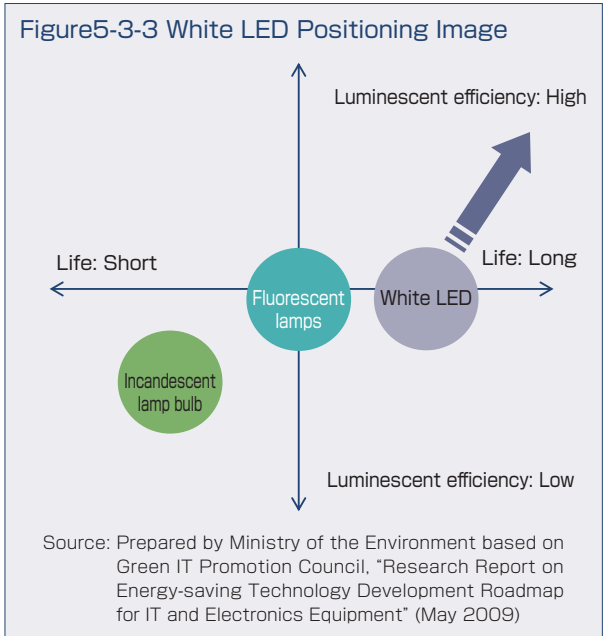 Figure5-3-3 White LED Positioning Image
Luminescent efficiency: High
Life: Short
Life: Long
Fluorescent
lamps
White LED
Incandescent
lamp bulb
Luminescent efficiency: Low
Source: Prepared by Ministry of the Environment based on
Green IT Promotion Council, “Research Report on
Energy-saving Technology Development Roadmap
for IT and Electronics Equipment” (May 2009)